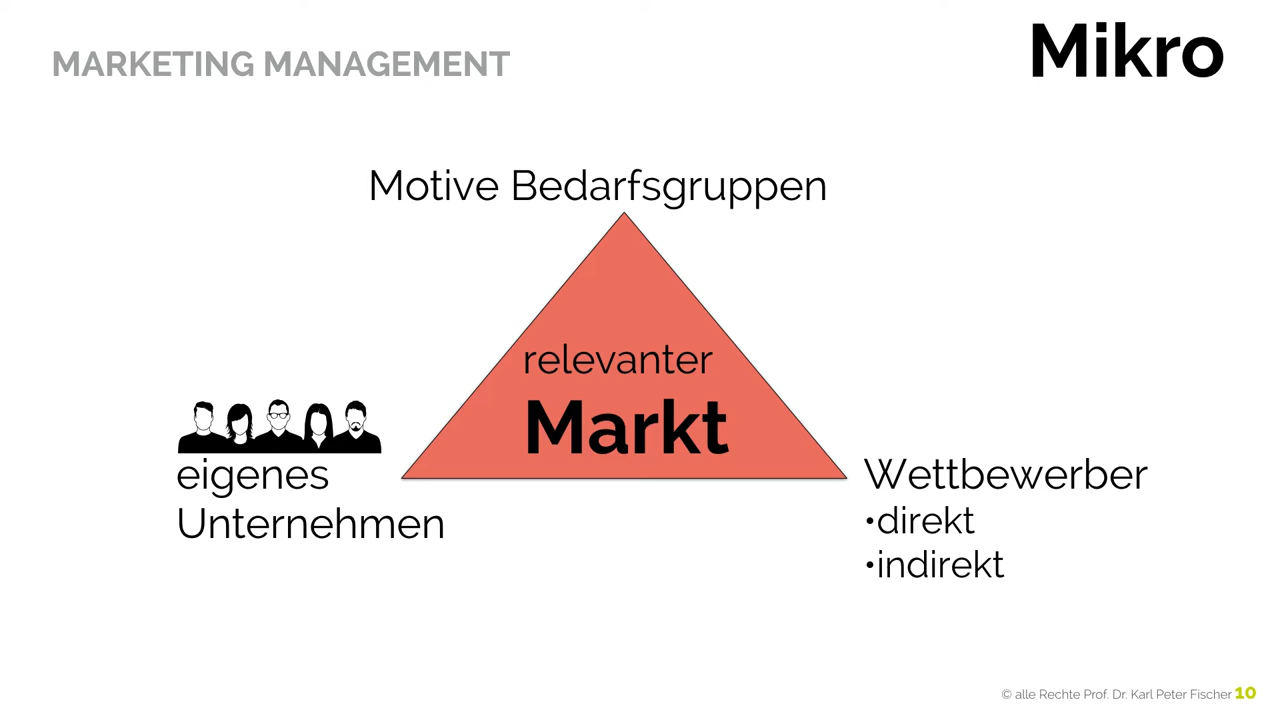 MARKETING MANAGEMENT
Mikro
Motive Bedarfsgruppen
relevanter
Markt
eigenes
Unternehmen
Wettbewerber
•direkt
•indirekt
© alle Rechte Prof. Dr. Karl Peter Fischer 10